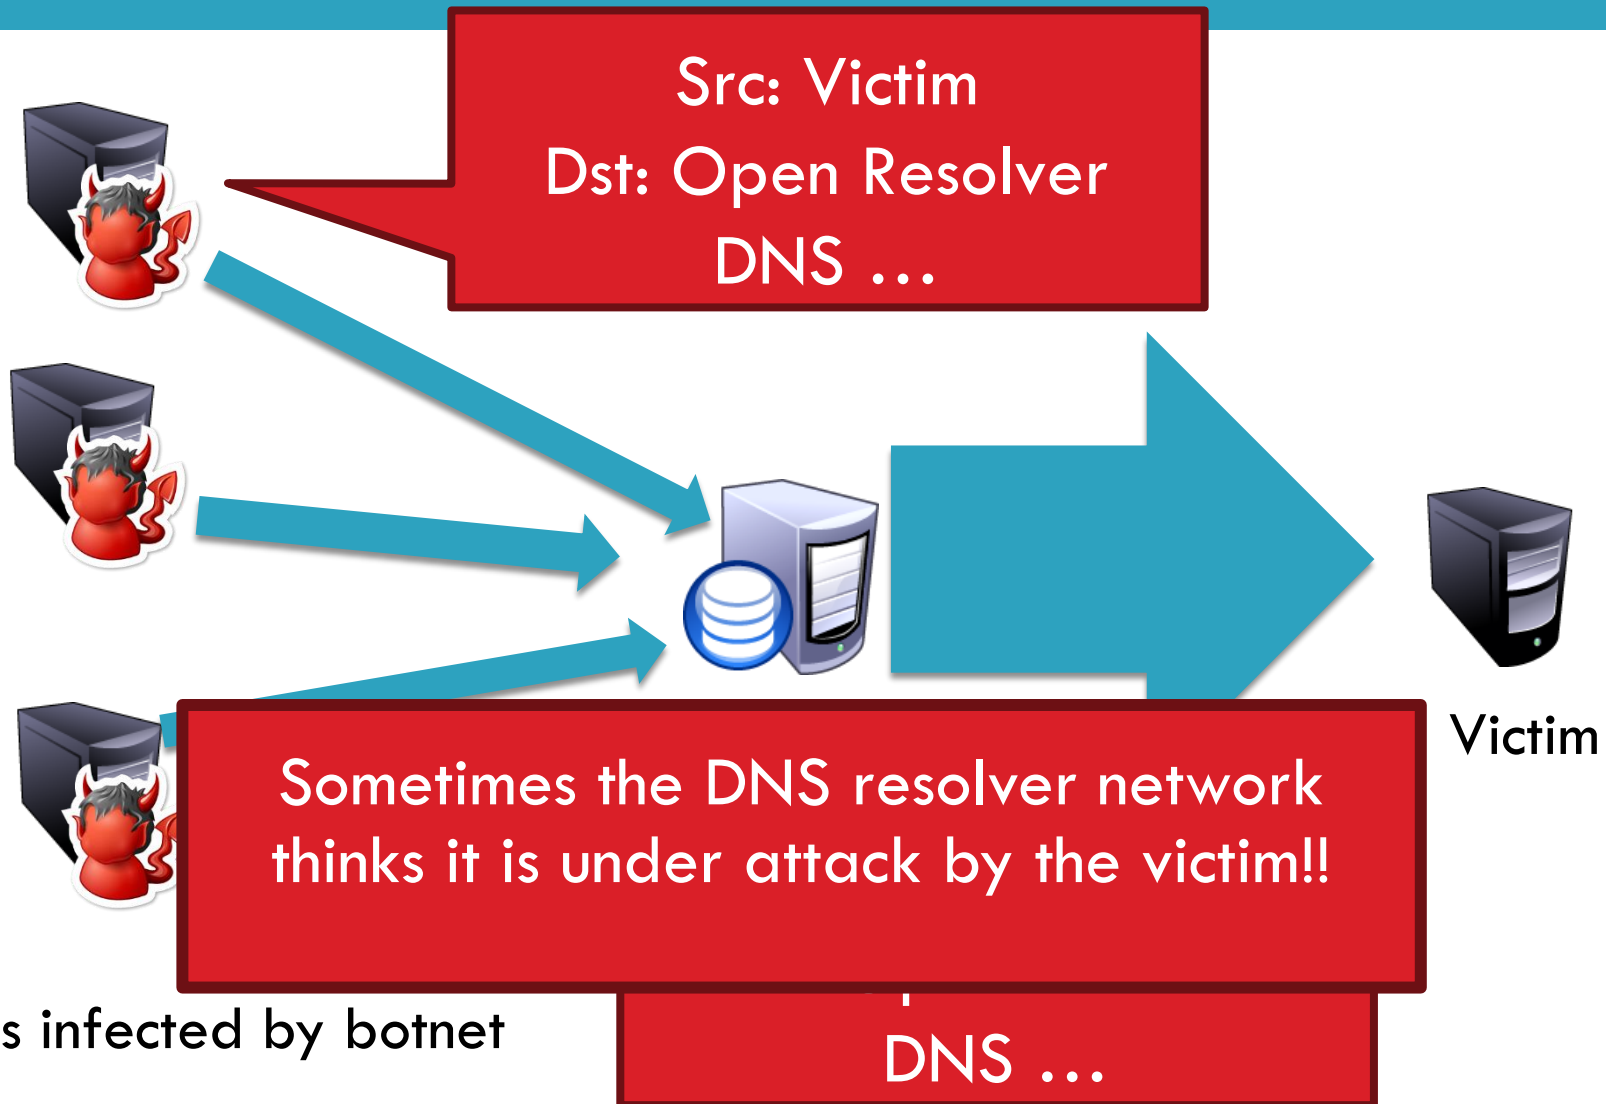 Src: Victim
Dst: Open Resolver
DNS ...
Victim
Sometimes the DNS resolver network
thinks it is under attack by the victim!!
s infected by botnet
DNS ...